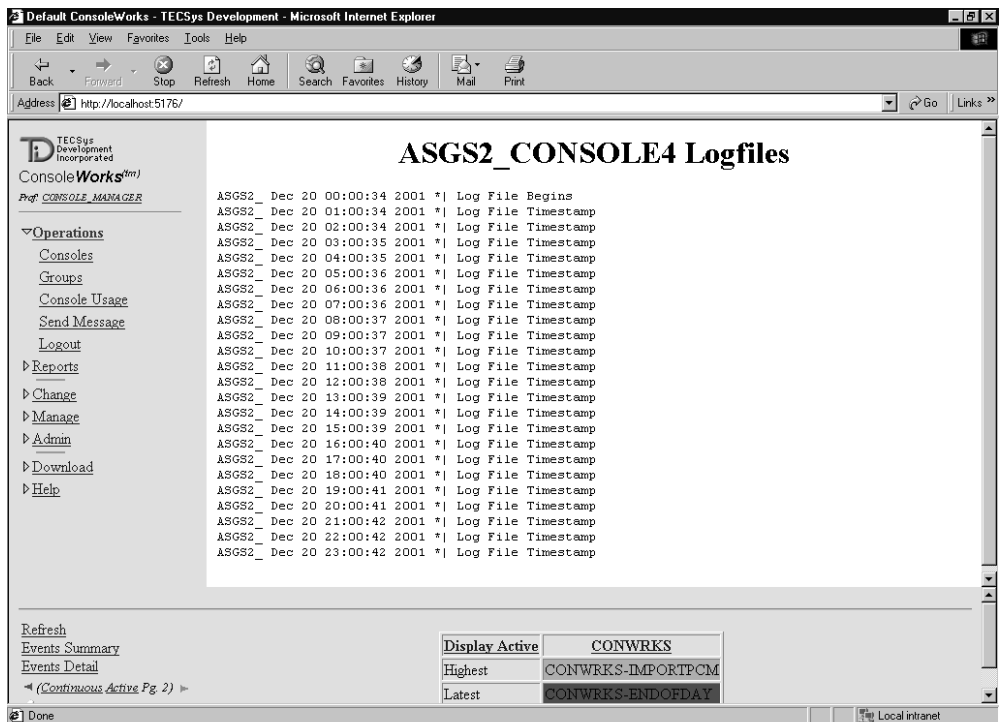 Default ConsoleWorks - TECSys Development - Microsoft Internet Explorer
File Edit View Favorites Tools Help
Back Forward Stop Refresh Home Search Favorites History Mail Print
Address http://localhost:5176/ Go Links »
TECSys
Development
Incorporated
ConsoleWorks(tm)
Prof: CONSOLE_MANAGER
Operations
Consoles
Groups
Console Usage
Send Message
Logout
Reports
Change
Manage
Admin
Download
Help
ASGS2_CONSOLE4 Logfiles
ASGS2_ Dec 20 00:00:34 2001 *| Log File Begins
ASGS2_ Dec 20 01:00:34 2001 *| Log File Timestamp
ASGS2_ Dec 20 02:00:34 2001 *| Log File Timestamp
ASGS2_ Dec 20 03:00:35 2001 *| Log File Timestamp
ASGS2_ Dec 20 04:00:35 2001 *| Log File Timestamp
ASGS2_ Dec 20 05:00:36 2001 *| Log File Timestamp
ASGS2_ Dec 20 06:00:36 2001 *| Log File Timestamp
ASGS2_ Dec 20 07:00:36 2001 *| Log File Timestamp
ASGS2_ Dec 20 08:00:37 2001 *| Log File Timestamp
ASGS2_ Dec 20 09:00:37 2001 *| Log File Timestamp
ASGS2_ Dec 20 10:00:37 2001 *| Log File Timestamp
ASGS2_ Dec 20 11:00:38 2001 *| Log File Timestamp
ASGS2_ Dec 20 12:00:38 2001 *| Log File Timestamp
ASGS2_ Dec 20 13:00:39 2001 *| Log File Timestamp
ASGS2_ Dec 20 14:00:39 2001 *| Log File Timestamp
ASGS2_ Dec 20 15:00:39 2001 *| Log File Timestamp
ASGS2_ Dec 20 16:00:40 2001 *| Log File Timestamp
ASGS2_ Dec 20 17:00:40 2001 *| Log File Timestamp
ASGS2_ Dec 20 18:00:40 2001 *| Log File Timestamp
ASGS2_ Dec 20 19:00:41 2001 *| Log File Timestamp
ASGS2_ Dec 20 20:00:41 2001 *| Log File Timestamp
ASGS2_ Dec 20 21:00:42 2001 *| Log File Timestamp
ASGS2_ Dec 20 22:00:42 2001 *| Log File Timestamp
ASGS2_ Dec 20 23:00:42 2001 *| Log File Timestamp
Refresh
Events Summary
Events Detail
(Continuous Active Pg. 2)
Display Active CONWRKS
Highest CONWRKS-IMPORTPCM
Latest CONWRKS-ENDOFDAY
Done Local intranet